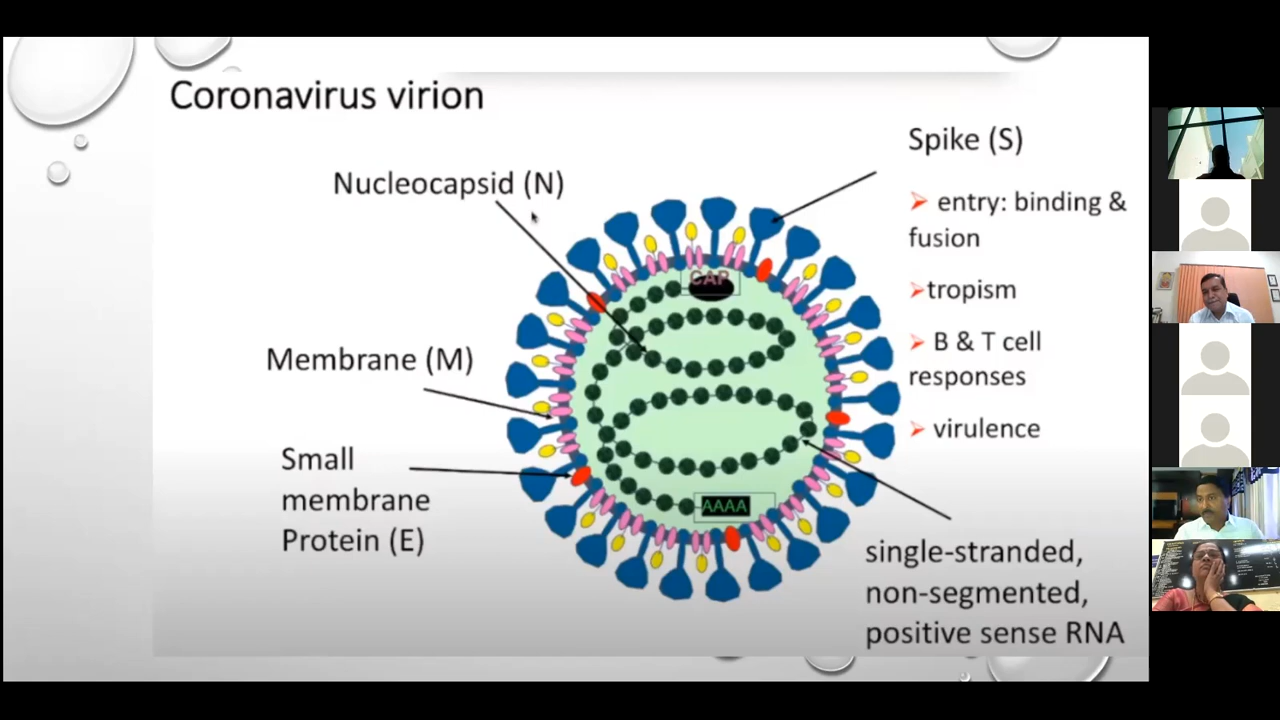 Coronavirus virion
Spike (S)
Nucleocapsid (N)
entry: binding &
fusion
tropism
B & T cell
responses
virulence
CAP
Membrane (M)
Small
membrane
Protein (E)
AAAA
single-stranded,
non-segmented,
positive sense RNA